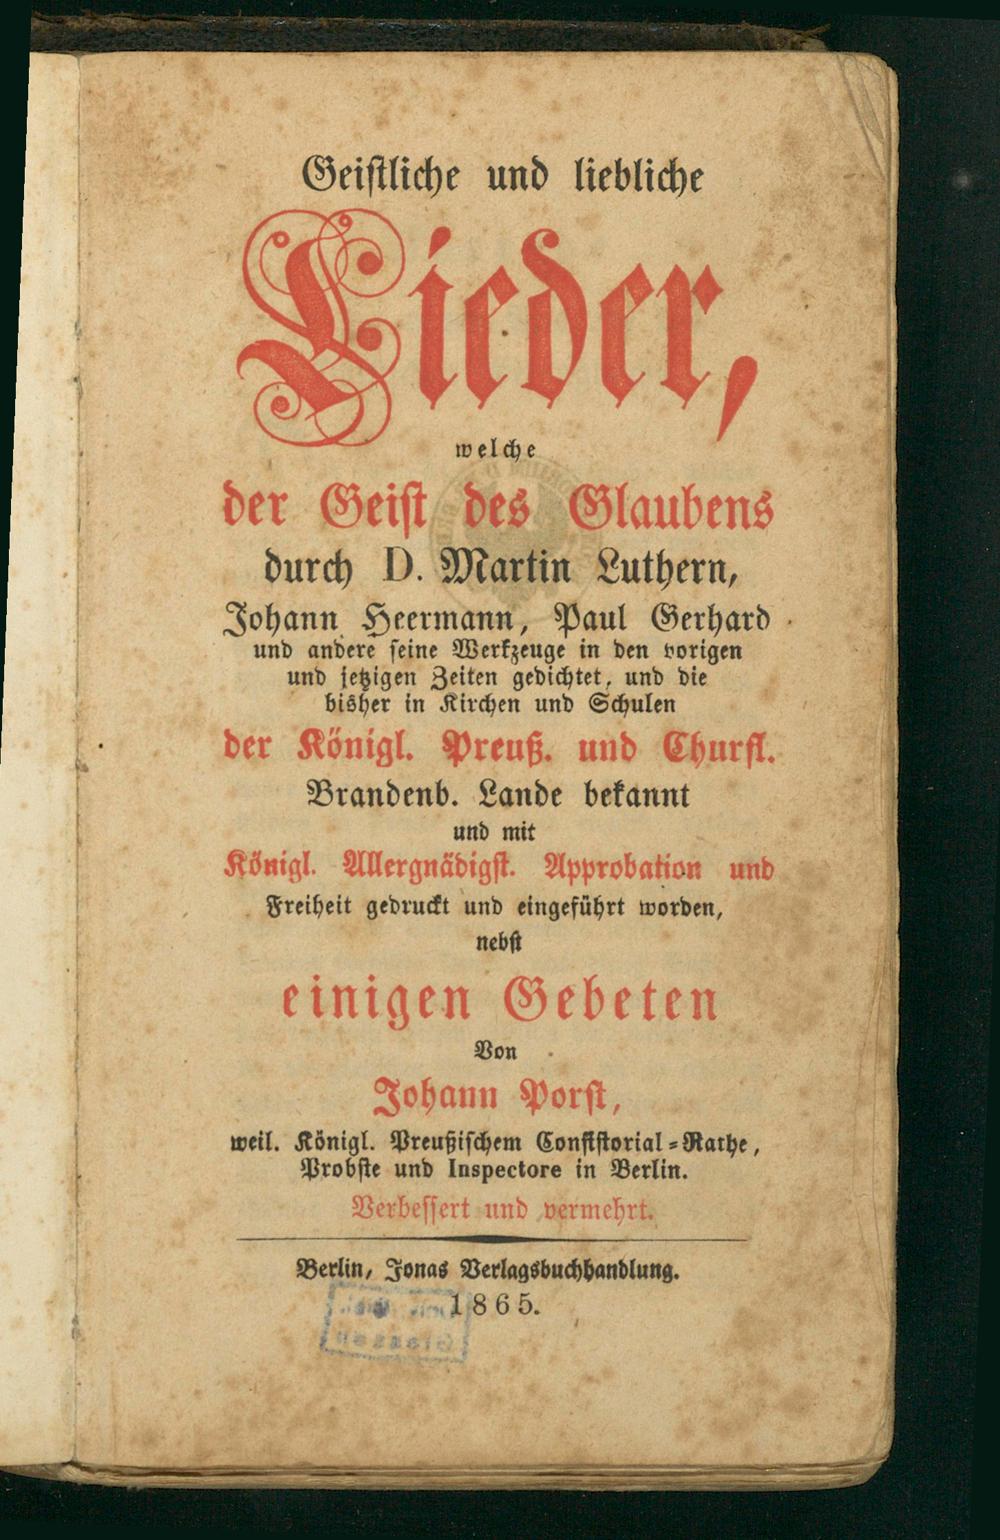 Geistliche und liebliche
Lieder,
welche
der Geist des Glaubens
durch D. Martin Luthern,
Johann Heermann, Paul Gerhard
und andere seine Werkzeuge in den vorigen
und jetzigen Zeiten gedichtet, und die
bisher in Kirchen und Schulen
der Königl. Preuß. und Churfl.
Brandenb. Lande bekannt
und mit
Königl. Allergnädigst. Approbation und
Freiheit gedruckt und eingeführt worden,
nebst
einigen Gebeten
Von
Johann Porst,
weil. Königl. Preußischem Consistorial-Rathe,
Probste und Inspectore in Berlin.
Verbessert und vermehrt.
Berlin, Jonas Verlagsbuchhandlung.
1865.